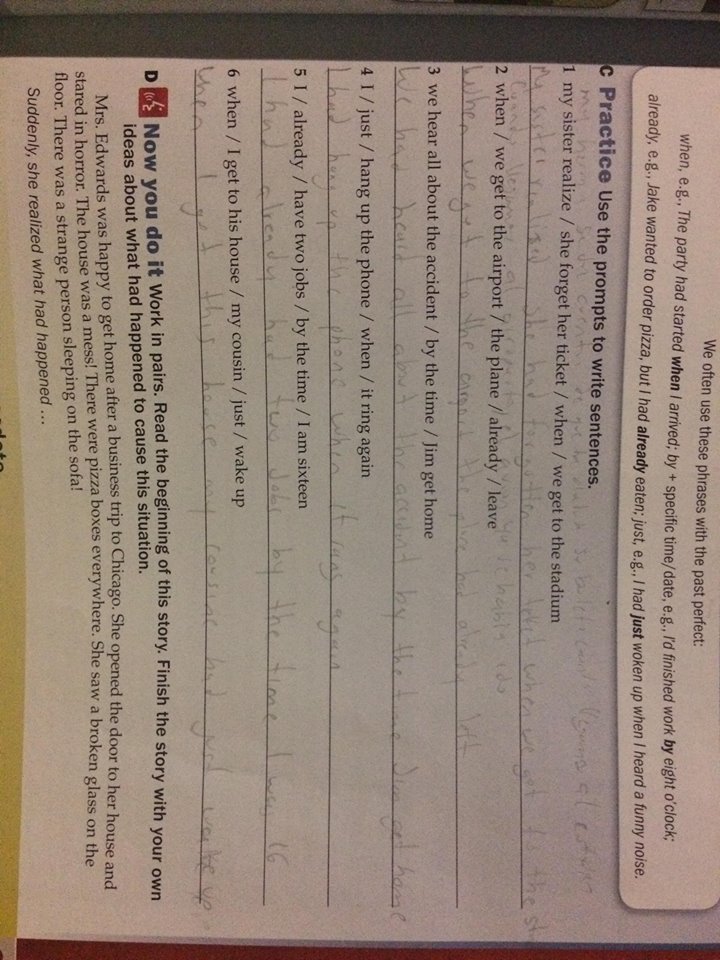 We often use these phrases with the past perfect:
when, e.g., The party had started when I arrived; by + specific time/date, e.g., I'd finished work by eight o'clock;
already, e.g., Jake wanted to order pizza, but I had already eaten; just, e.g., I had just woken up when I heard a funny noise.
C Practice Use the prompts to write sentences.
1 my sister realize / she forget her ticket / when / we get to the stadium
My sister realized she had forgotten her when we got to the
2 when / we get to the airport / the plane / already / leave
When we got to the airport the plane had already left
3 we hear all about the accident / by the time / Jim get home
We had heard all about the accident by the time Jim get home
4 I / just / hang up the phone / when / it ring again
I had hang up the phone when it again
5 I / already / have two jobs / by the time / I am sixteen
I had already had two Jobs by the time I was 16
6 when / I get to his house / my cousin / just / wake up
when I get this house my had just up
D Now you do it Work in pairs. Read the beginning of this story. Finish the story with your own
ideas about what had happened to cause this situation.
Mrs. Edwards was happy to get home after a business trip to Chicago. She opened the door to her house and
stared in horror. The house was a mess! There were pizza boxes everywhere. She saw a broken glass on the
floor. There was a strange person sleeping on the sofa!
Suddenly, she realized what had happened ...